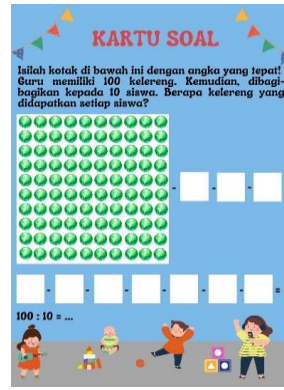 KARTU SOAL
Isilah kotak di bawah ini dengan angka yang tepat!
Guru memiliki 100 kelereng. Kemudian, dibagi-
bagikan kepada 10 siswa. Berapa kelereng yang
didapatkan setiap siswa?
- - -
- - - - - - =
100 : 10 = ...